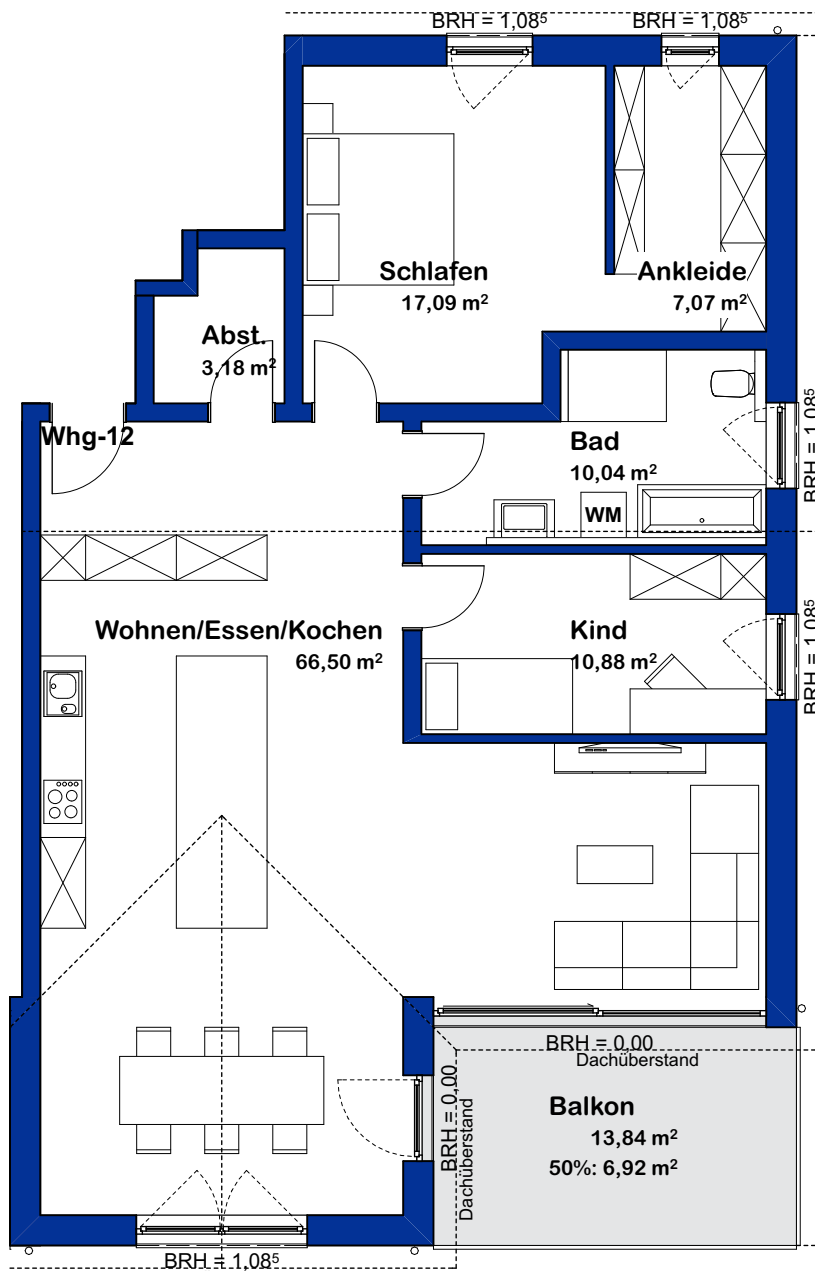 BRH = 1,08⁵
BRH = 1,08⁵
Schlafen
17,09 m²
Ankleide
7,07 m²
Abst.
3,18 m²
Whg-12
Bad
10,04 m²
WM
BRH = 1,08⁵
Wohnen/Essen/Kochen
66,50 m²
Kind
10,88 m²
BRH = 1,08⁵
BRH = 0,00
Dachüberstand
BRH = 0,00
Dachüberstand
Balkon
13,84 m²
50%: 6,92 m²
BRH = 1,08⁵